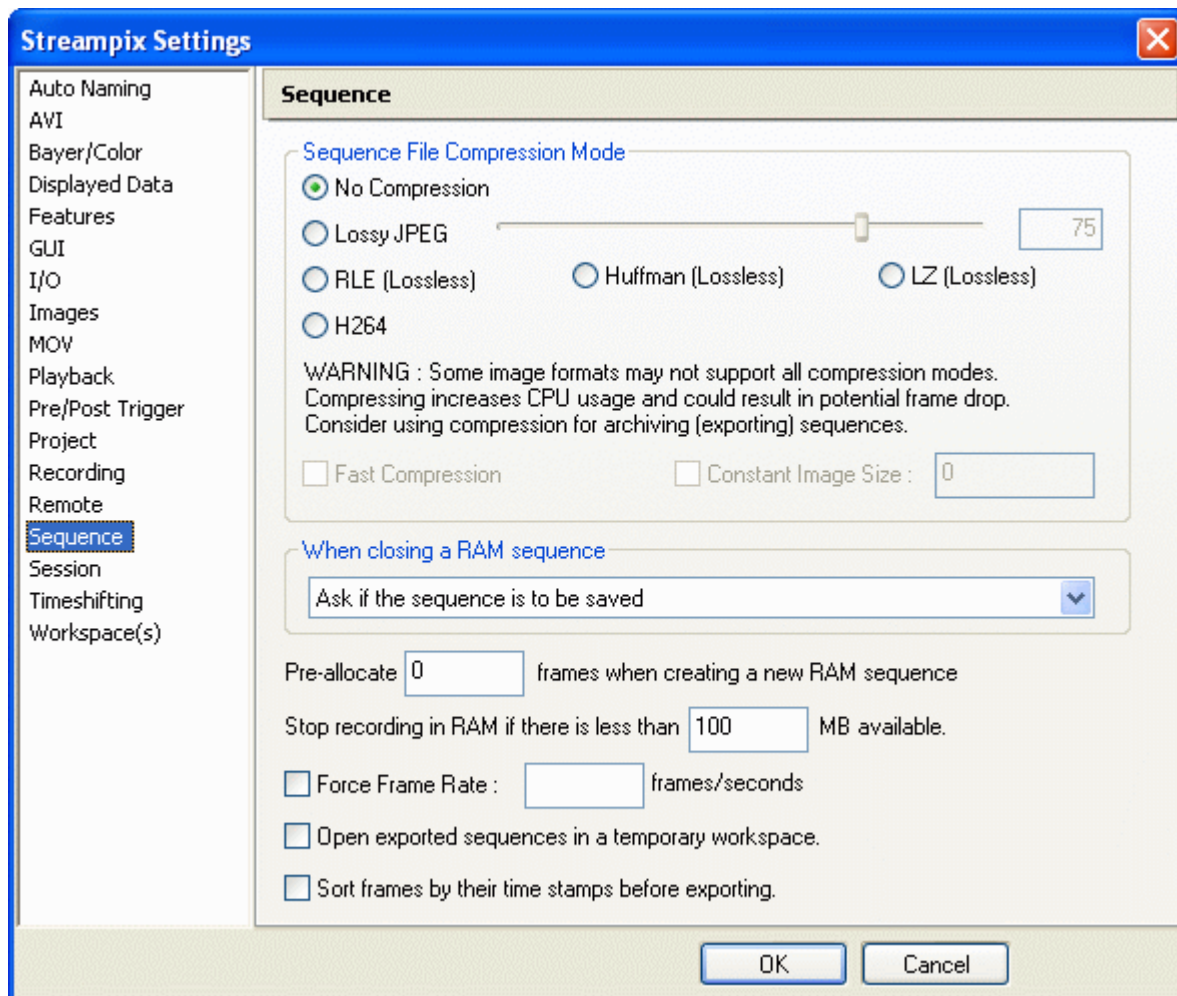 Streampix Settings
Auto Naming
AVI
Bayer/Color
Displayed Data
Features
GUI
I/O
Images
MOV
Playback
Pre/Post Trigger
Project
Recording
Remote
Sequence
Session
Timeshifting
Workspace(s)
Sequence
Sequence File Compression Mode
No Compression
Lossy JPEG 75
RLE (Lossless) Huffman (Lossless) LZ (Lossless)
H264
WARNING : Some image formats may not support all compression modes.
Compressing increases CPU usage and could result in potential frame drop.
Consider using compression for archiving (exporting) sequences.
Fast Compression Constant Image Size : 0
When closing a RAM sequence
Ask if the sequence is to be saved
Pre-allocate 0 frames when creating a new RAM sequence
Stop recording in RAM if there is less than 100 MB available.
Force Frame Rate : frames/seconds
Open exported sequences in a temporary workspace.
Sort frames by their time stamps before exporting.
OK Cancel